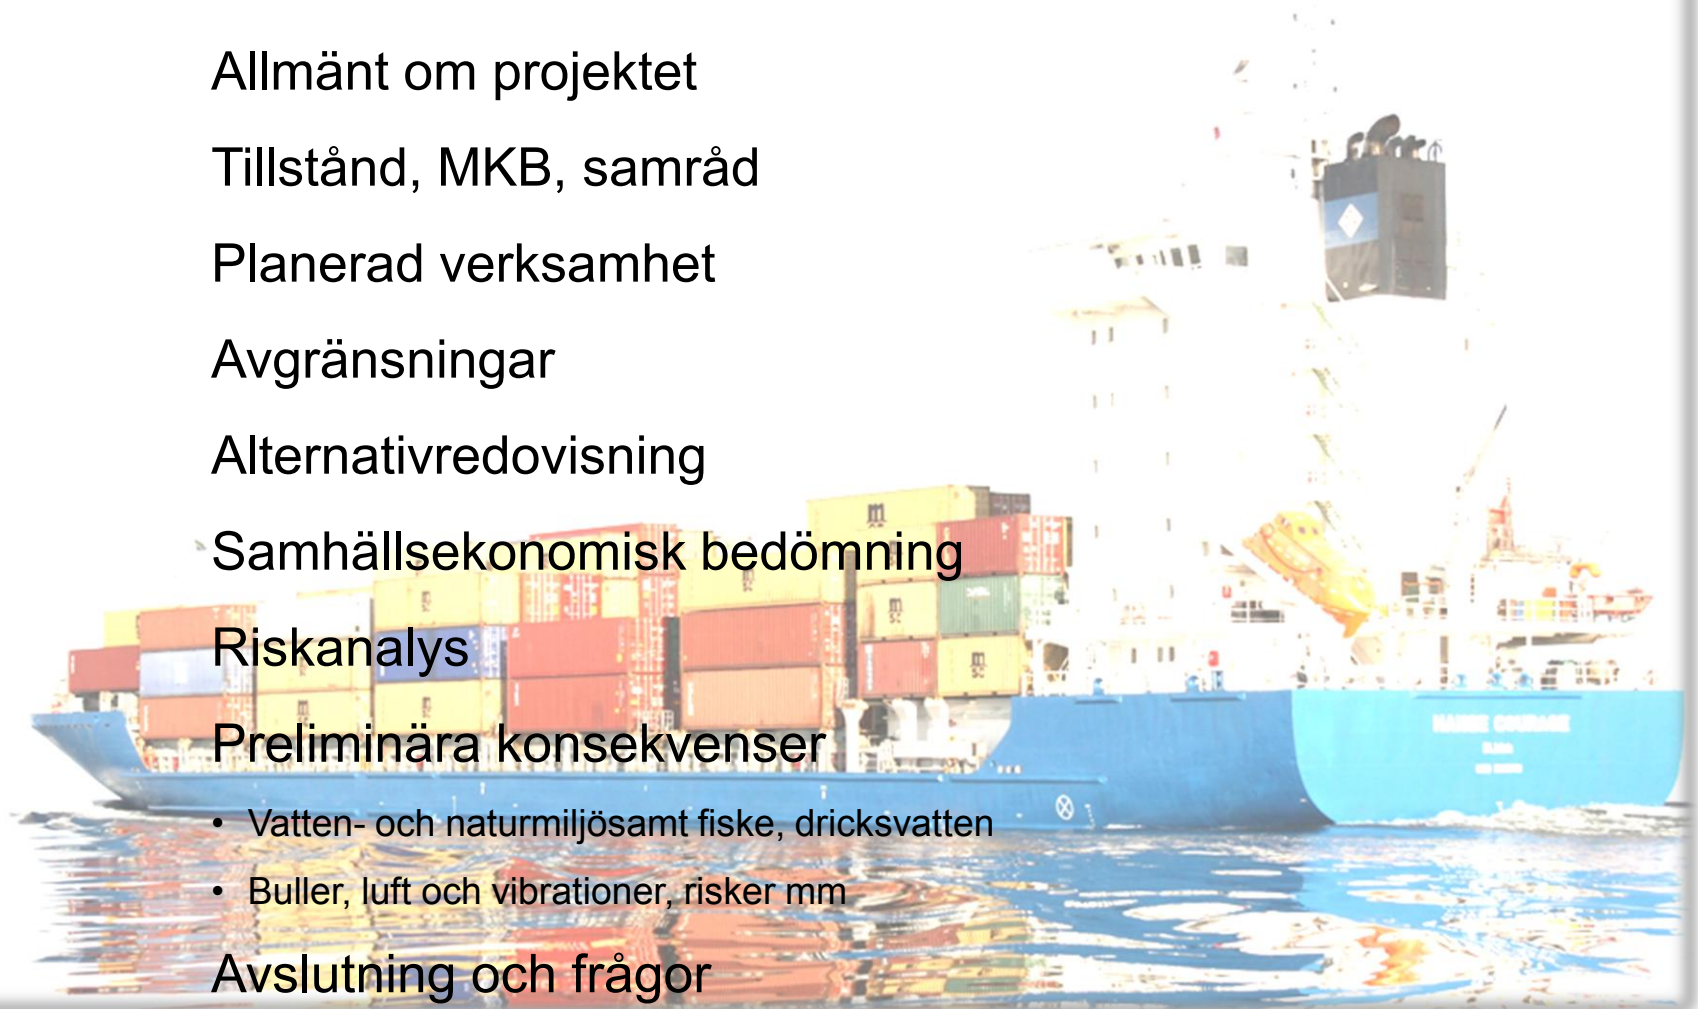 Allmänt om projektet
Tillstånd, MKB, samråd
Planerad verksamhet
Avgränsningar
Alternativredovisning
Samhällsekonomisk bedömning
Riskanalys
Preliminära konsekvenser
• Vatten- och naturmiljösamt fiske, dricksvatten
• Buller, luft och vibrationer, risker mm
Avslutning och frågor